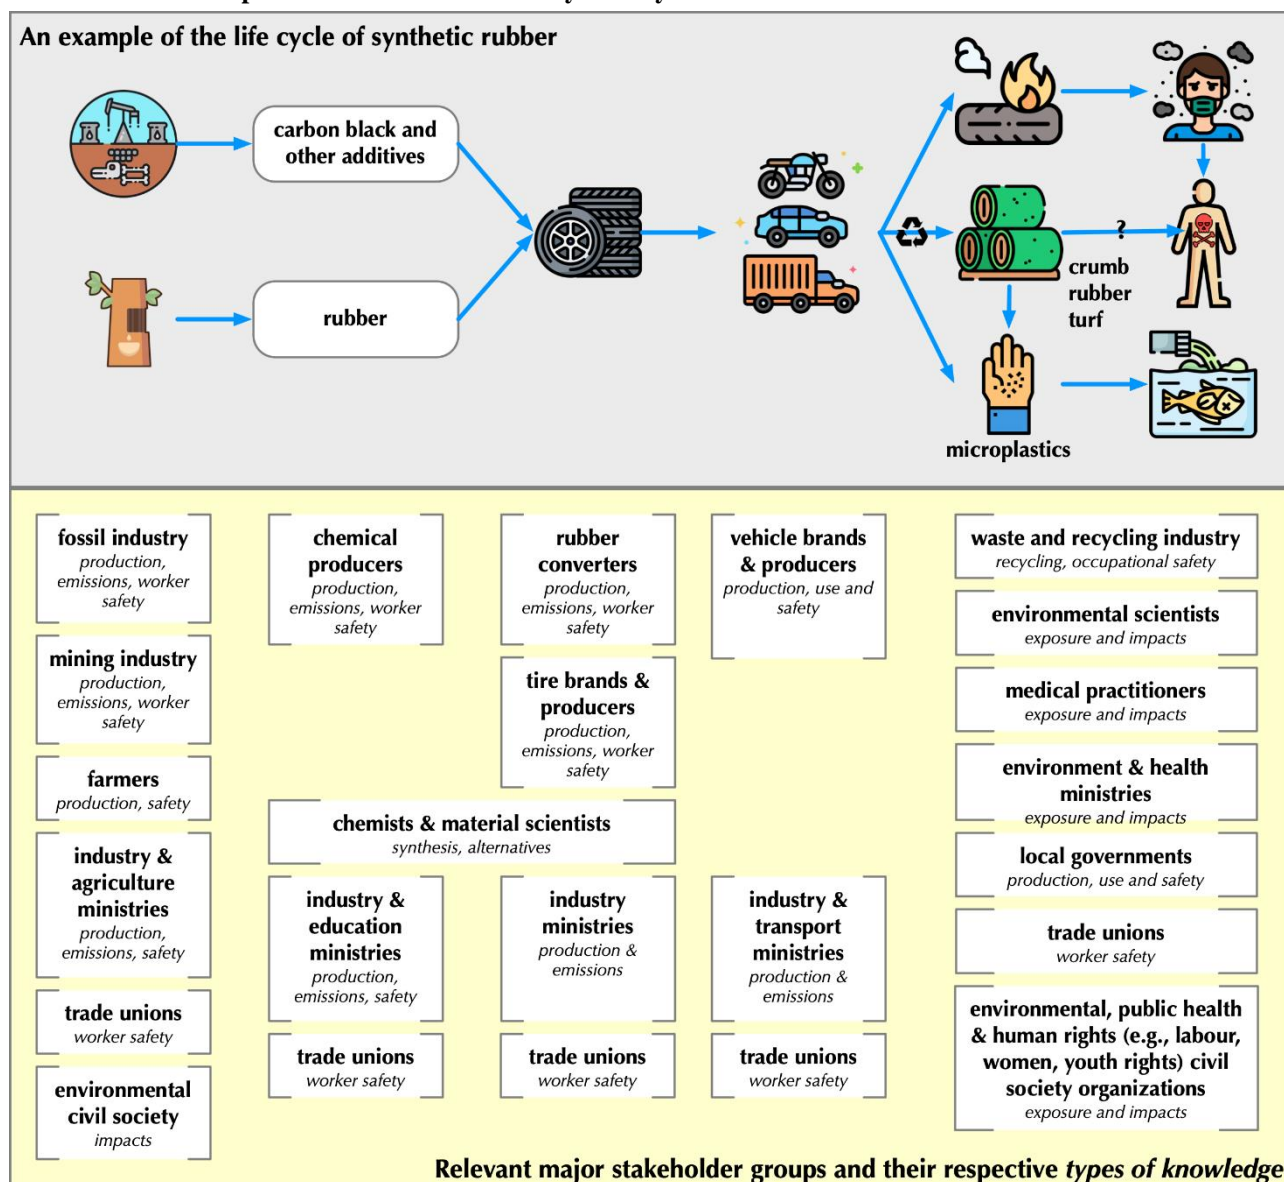 An example of the life cycle of synthetic rubber
carbon black and
other additives
rubber
?
crumb
rubber
turf
microplastics
fossil industry
production,
emissions, worker
safety
mining industry
production,
emissions, worker
safety
farmers
production, safety
industry &
agriculture
ministries
production,
emissions, safety
trade unions
worker safety
environmental
civil society
impacts
chemical
producers
production,
emissions, worker
safety
rubber
converters
production,
emissions, worker
safety
tire brands &
producers
production,
emissions, worker
safety
vehicle brands
& producers
production, use and
safety
chemists & material scientists
synthesis, alternatives
industry &
education
ministries
production,
emissions, safety
trade unions
worker safety
industry
ministries
production &
emissions
trade unions
worker safety
industry &
transport
ministries
production &
emissions
trade unions
worker safety
waste and recycling industry
recycling, occupational safety
environmental scientists
exposure and impacts
medical practitioners
exposure and impacts
environment & health
ministries
exposure and impacts
local governments
production, use and safety
trade unions
worker safety
environmental, public health
& human rights (e.g., labour,
women, youth rights) civil
society organizations
exposure and impacts
Relevant major stakeholder groups and their respective types of knowledge